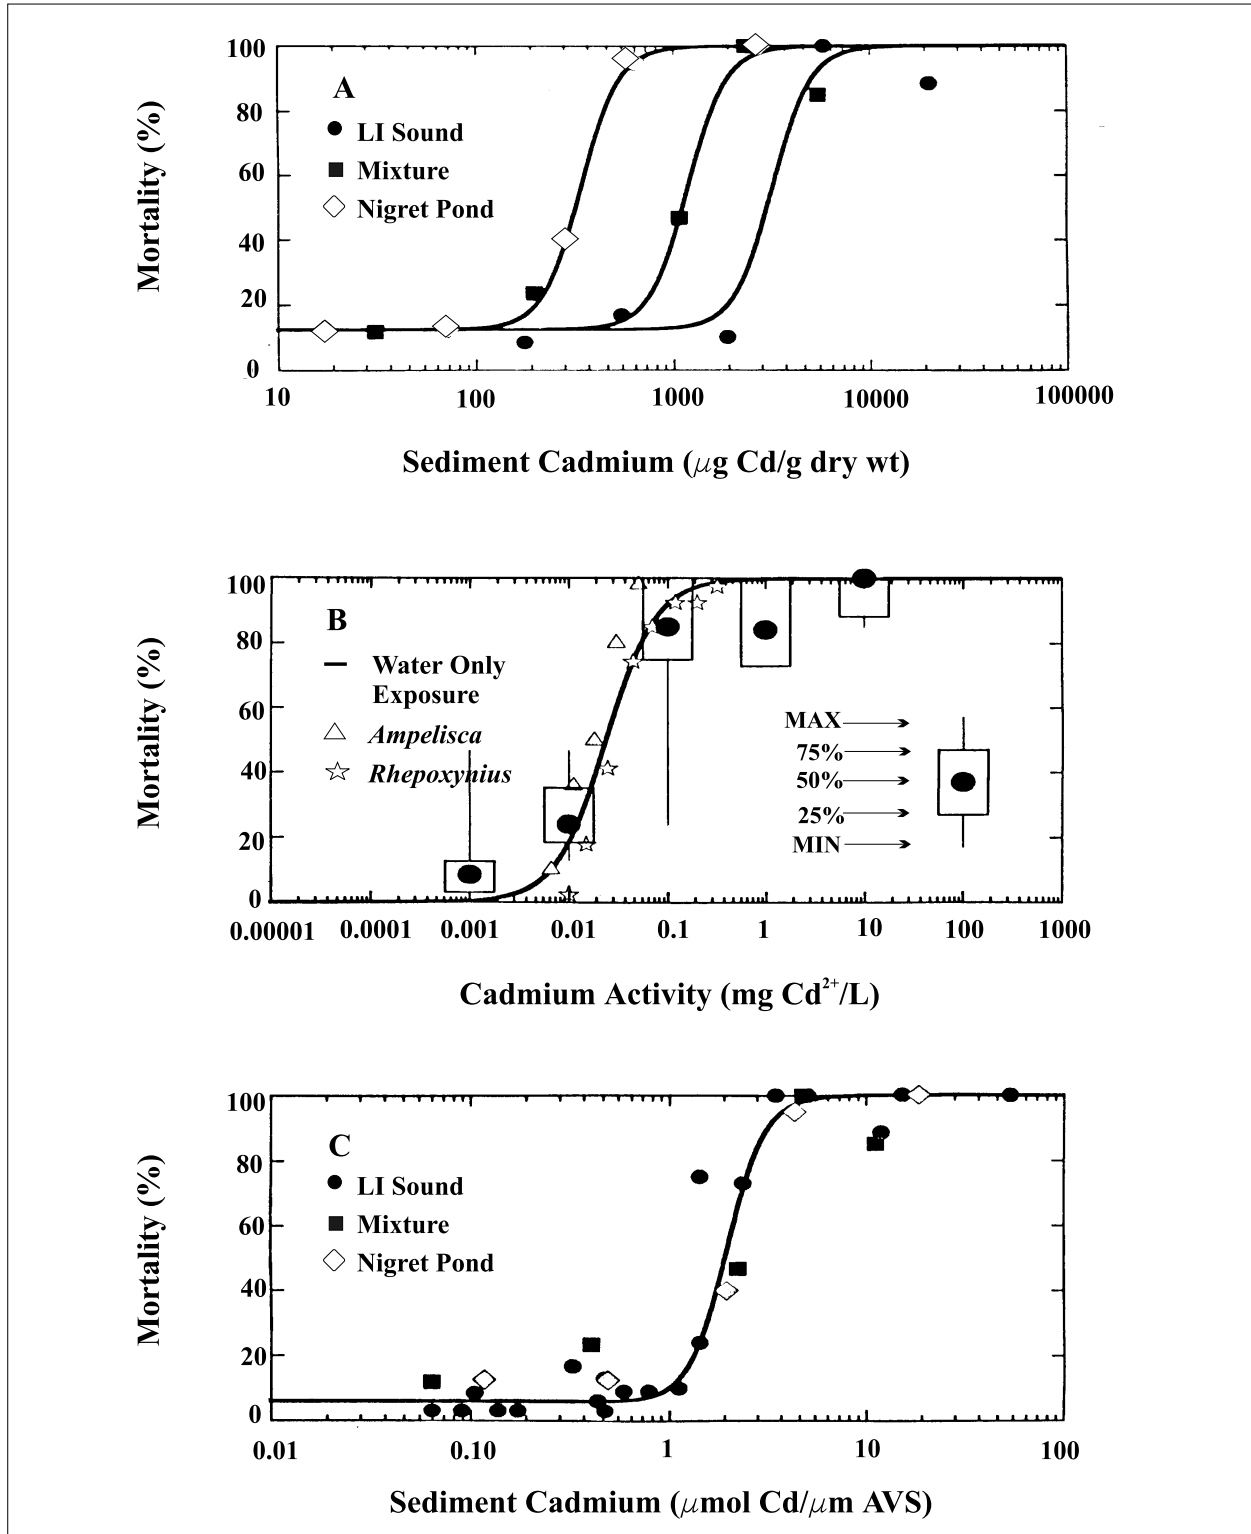 100
80
60
40
20
0
Mortality (%)
A
LI Sound
Mixture
Nigret Pond
10 100 1000 10000 100000
Sediment Cadmium (μg Cd/g dry wt)
100
80
60
40
20
0
Mortality (%)
B
Water Only
Exposure
Ampelisca
Rhepoxynius
MAX
75%
50%
25%
MIN
0.00001 0.0001 0.001 0.01 0.1 1 10 100 1000
Cadmium Activity (mg Cd²⁺/L)
100
80
60
40
20
0
Mortality (%)
C
LI Sound
Mixture
Nigret Pond
0.01 0.10 1 10 100
Sediment Cadmium (μmol Cd/μm AVS)